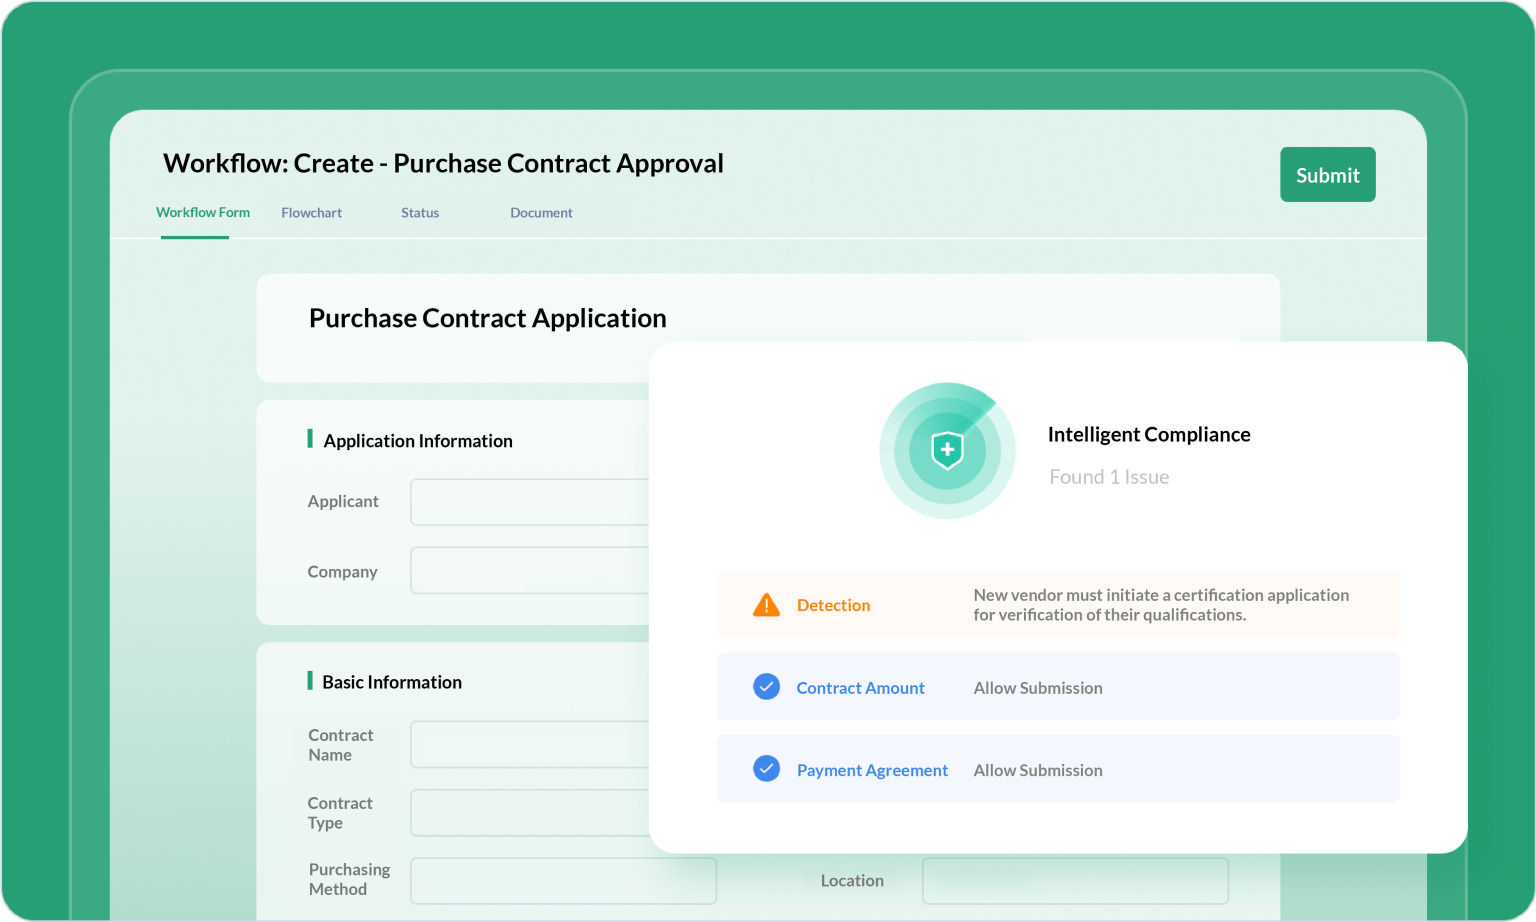 Workflow: Create - Purchase Contract Approval
Submit
Workflow Form
Flowchart
Status
Document
Purchase Contract Application
Application Information
Applicant
Company
Basic Information
Contract
Name
Contract
Type
Purchasing
Method
Location
Intelligent Compliance
Found 1 Issue
Detection
New vendor must initiate a certification application
for verification of their qualifications.
Contract Amount
Allow Submission
Payment Agreement
Allow Submission